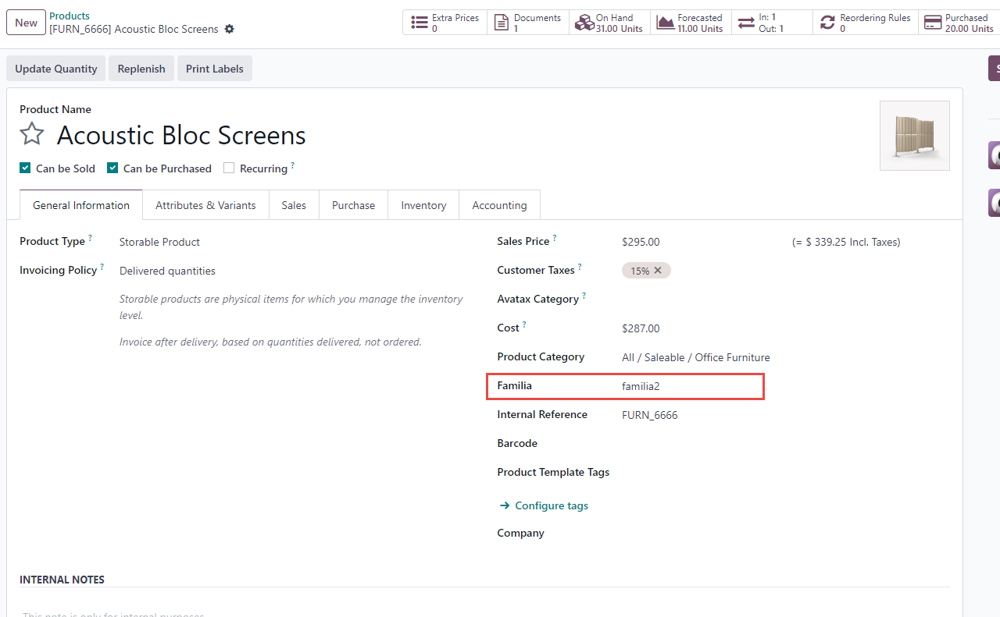 New
Products
[FURN_6666] Acoustic Bloc Screens
Extra Prices
0
Documents
1
On Hand
31.00 Units
Forecasted
11.00 Units
In: 1
Out: 1
Reordering Rules
0
Purchased
20.00 Units
Update Quantity
Replenish
Print Labels
S
Product Name
Acoustic Bloc Screens
Can be Sold
Can be Purchased
Recurring ?
General Information
Attributes & Variants
Sales
Purchase
Inventory
Accounting
Product Type ?
Storable Product
Invoicing Policy ?
Delivered quantities
Storable products are physical items for which you manage the inventory
level.
Invoice after delivery, based on quantities delivered, not ordered.
Sales Price ?
$295.00
(= $ 339.25 Incl. Taxes)
Customer Taxes ?
15%
Avatax Category ?
Cost ?
$287.00
Product Category
All / Saleable / Office Furniture
Familia
familia2
Internal Reference
FURN_6666
Barcode
Product Template Tags
Configure tags
Company
INTERNAL NOTES
This note is only for internal purposes.